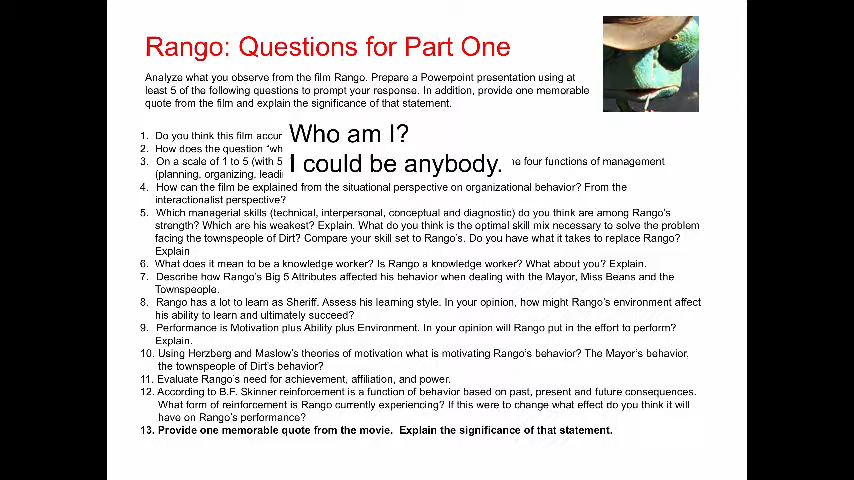 Rango: Questions for Part One
Analyze what you observe from the film Rango. Prepare a Powerpoint presentation using at
least 5 of the following questions to prompt your response. In addition, provide one memorable
quote from the film and explain the significance of that statement.
Who am I?
I could be anybody.
1. Do you think this film
2. How does the question
3. On a scale of 1 to 5 (with 5 four functions of management
(planning, organizing,
4. How can the film be explained from the situational perspective on organizational behavior? From the
interactionalist perspective?
5. Which managerial skills (technical, interpersonal, conceptual and diagnostic) do you think are among Rango's
strength? Which are his weakest? Explain. What do you think is the optimal skill mix necessary to solve the problem
facing the townspeople of Dirt? Compare your skill set to Rango's. Do you have what it takes to replace Rango?
Explain
6. What does it mean to be a knowledge worker? Is Rango a knowledge worker? What about you? Explain.
7. Describe how Rango's Big 5 Attributes affected his behavior when dealing with the Mayor, Miss Beans and the
Townspeople.
8. Rango has a lot to learn as Sheriff. Assess his learning style. In your opinion, how might Rango's environment affect
his ability to learn and ultimately succeed?
9. Performance is Motivation plus Ability plus Environment. In your opinion will Rango put in the effort to perform?
Explain.
10. Using Herzberg and Maslow's theories of motivation what is motivating Rango's behavior? The Mayor's behavior,
the townspeople of Dirt's behavior?
11. Evaluate Rango's need for achievement, affiliation, and power.
12. According to B.F. Skinner reinforcement is a function of behavior based on past, present and future consequences.
What form of reinforcement is Rango currently experiencing? If this were to change what effect do you think it will
have on Rango's performance?
13. Provide one memorable quote from the movie. Explain the significance of that statement.